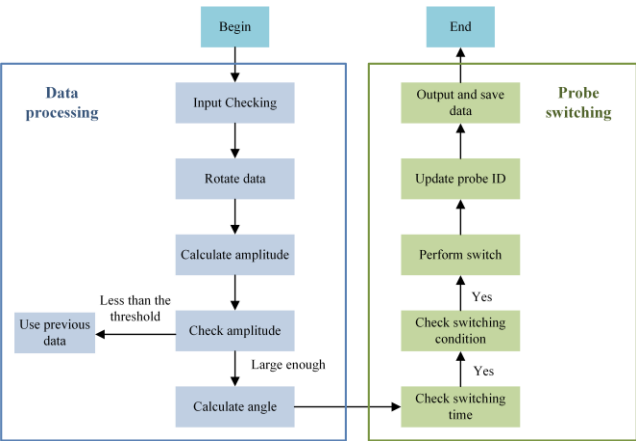 Begin
Data
processing
Input Checking
Rotate data
Calculate amplitude
Less than the
threshold
Use previous
data
Check amplitude
Large enough
Calculate angle
End
Probe
switching
Output and save
data
Update probe ID
Perform switch
Yes
Check switching
condition
Yes
Check switching
time